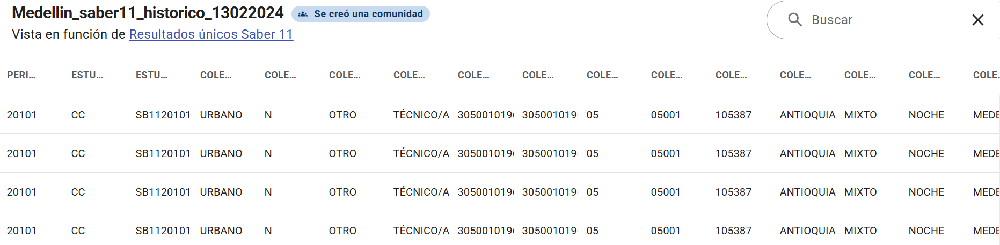 Medellin_saber11_historico_13022024 Se creó una comunidad
Buscar
Vista en función de Resultados únicos Saber 11
PERI... ESTU... ESTU... COLE... COLE... COLE... COLE... COLE... COLE... COLE... COLE... COLE... COLE... COLE... COLE... COLE.
20101 CC SB1120101 URBANO N OTRO TÉCNICO/A 305001019 305001019 05 05001 105387 ANTIOQUIA MIXTO NOCHE MEDE
20101 CC SB1120101 URBANO N OTRO TÉCNICO/A 305001019 305001019 05 05001 105387 ANTIOQUIA MIXTO NOCHE MEDE
20101 CC SB1120101 URBANO N OTRO TÉCNICO/A 305001019 305001019 05 05001 105387 ANTIOQUIA MIXTO NOCHE MEDE
20101 CC SB1120101 URBANO N OTRO TÉCNICO/A 305001019 305001019 05 05001 105387 ANTIOQUIA MIXTO NOCHE MEDE